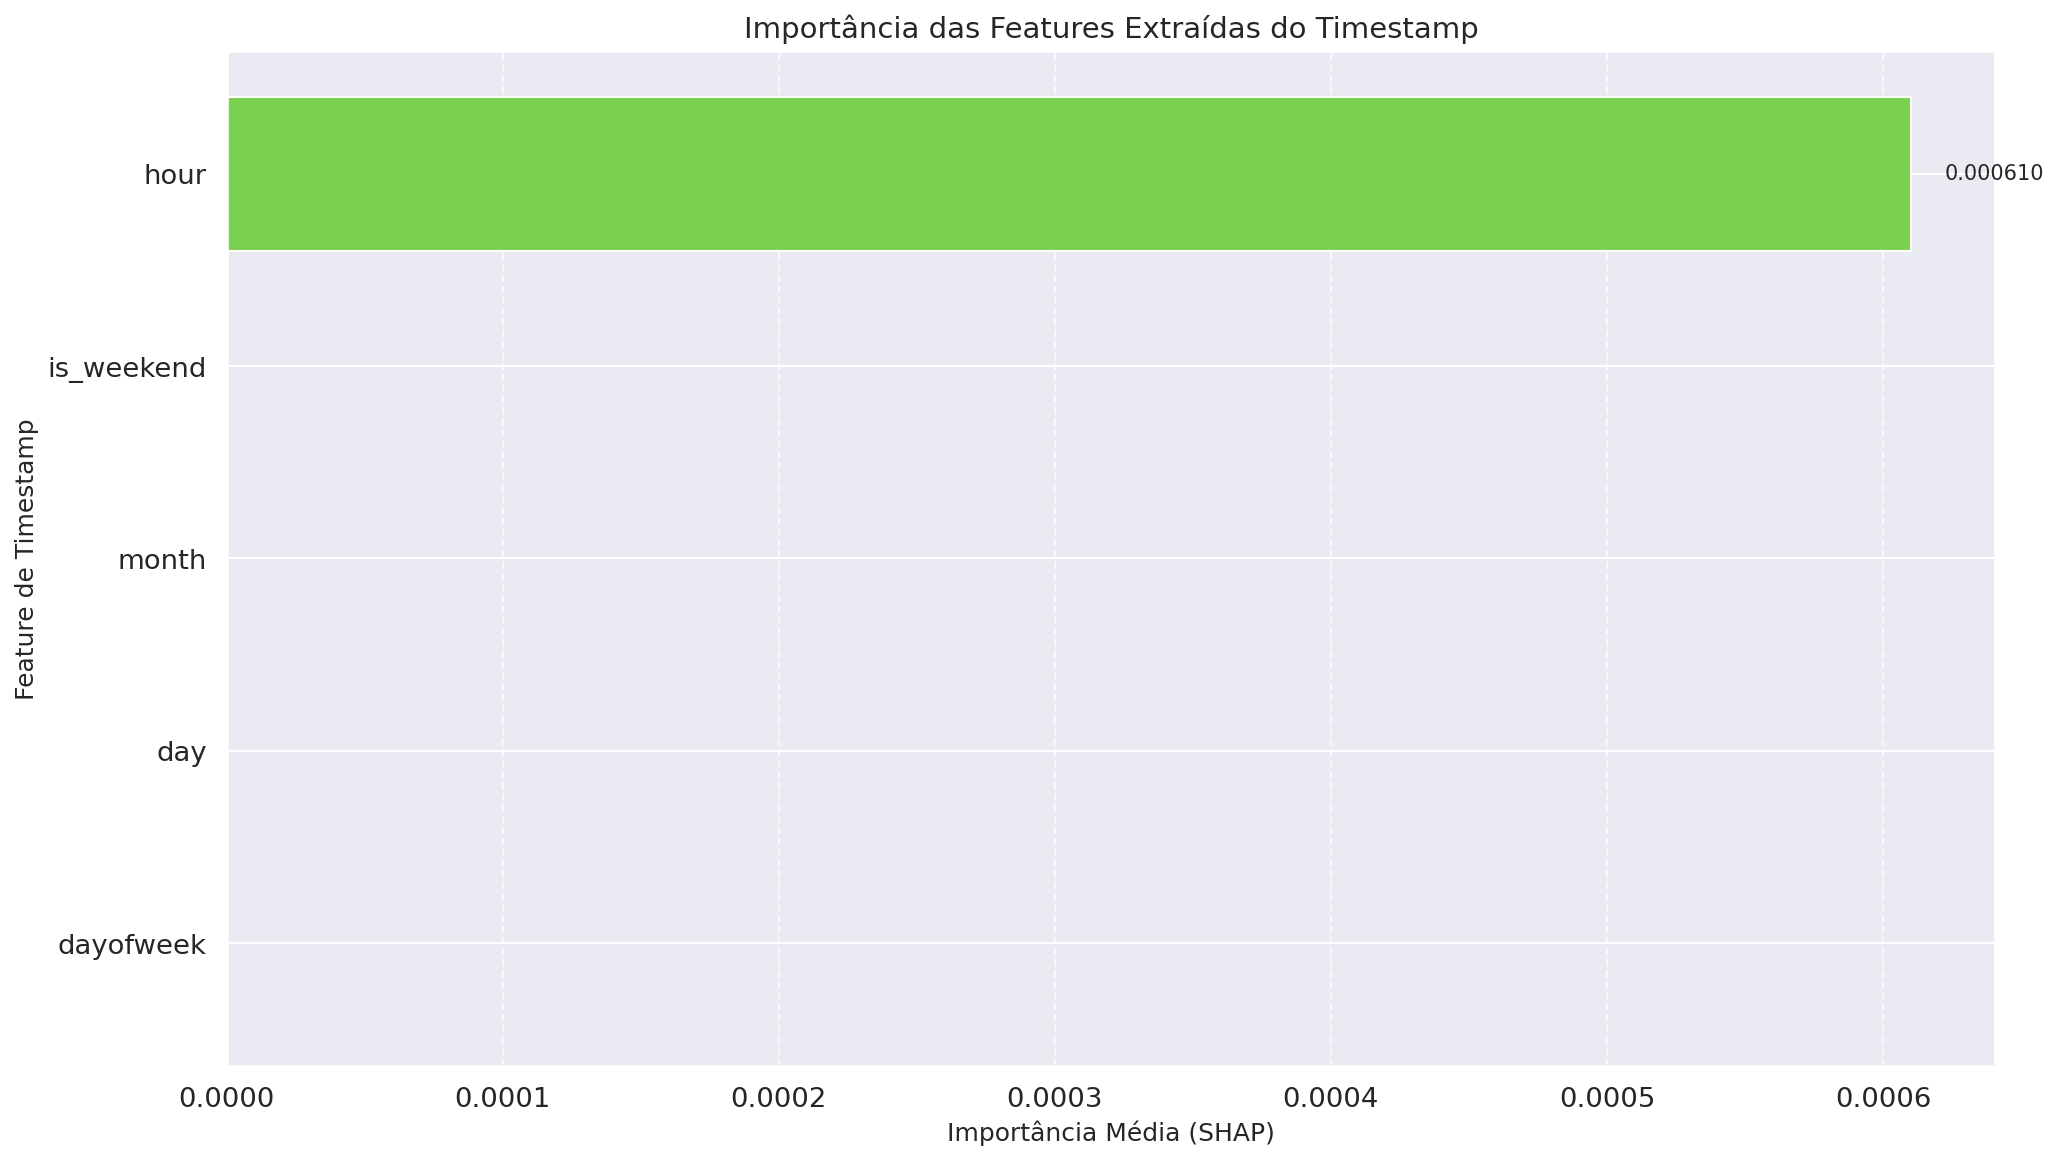 Importância das Features Extraídas do Timestamp
Feature de Timestamp
hour
0.000610
is_weekend
month
day
dayofweek
0.0000 0.0001 0.0002 0.0003 0.0004 0.0005 0.0006
Importância Média (SHAP)